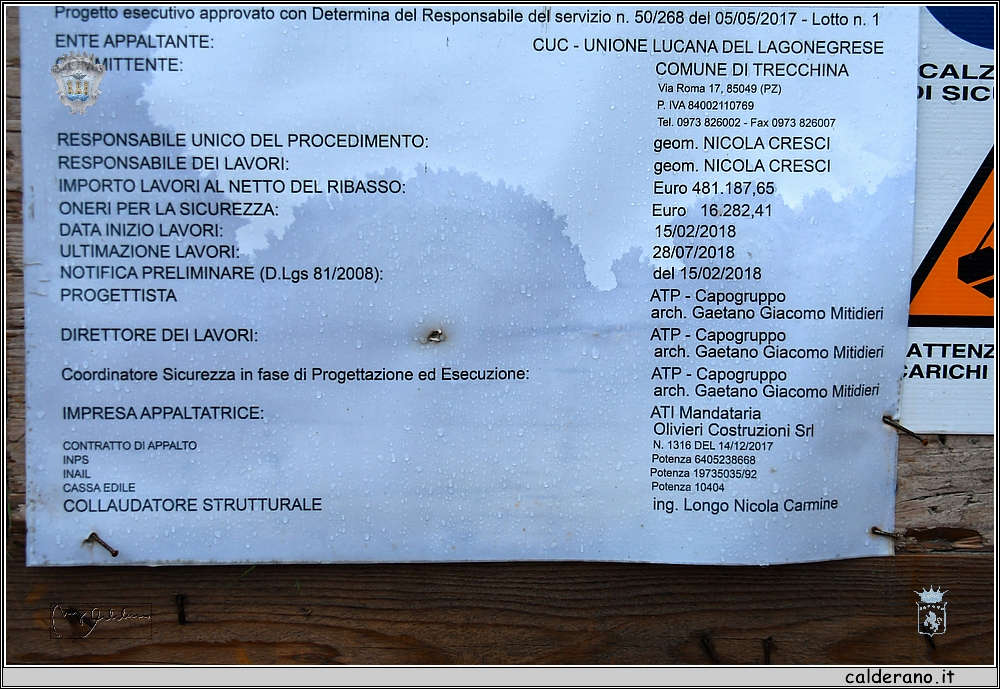 Progetto esecutivo approvato con Determina del Responsabile del servizio n. 50/268 del 05/05/2017 - Lotto n. 1
ENTE APPALTANTE: CUC - UNIONE LUCANA DEL LAGONEGRESE
COMMITTENTE: COMUNE DI TRECCHINA
Via Roma 17, 85049 (PZ)
P. IVA 84002110769
Tel. 0973 826002 - Fax 0973 826007
RESPONSABILE UNICO DEL PROCEDIMENTO: geom. NICOLA CRESCI
RESPONSABILE DEI LAVORI: geom. NICOLA CRESCI
IMPORTO LAVORI AL NETTO DEL RIBASSO: Euro 481.187,65
ONERI PER LA SICUREZZA: Euro 16.282,41
DATA INIZIO LAVORI: 15/02/2018
ULTIMAZIONE LAVORI: 28/07/2018
NOTIFICA PRELIMINARE (D.Lgs 81/2008): del 15/02/2018
PROGETTISTA ATP - Capogruppo
arch. Gaetano Giacomo Mitidieri
DIRETTORE DEI LAVORI: ATP - Capogruppo
arch. Gaetano Giacomo Mitidieri
Coordinatore Sicurezza in fase di Progettazione ed Esecuzione: ATP - Capogruppo
arch. Gaetano Giacomo Mitidieri
IMPRESA APPALTATRICE: ATI Mandataria
Olivieri Costruzioni Srl
CONTRATTO DI APPALTO N. 1316 DEL 14/12/2017
INPS Potenza 6405238668
INAIL Potenza 19735035/92
CASSA EDILE Potenza 10404
COLLAUDATORE STRUTTURALE ing. Longo Nicola Carmine
CALZ
DI SIC
ATTENZ
CARICHI
calderano.it